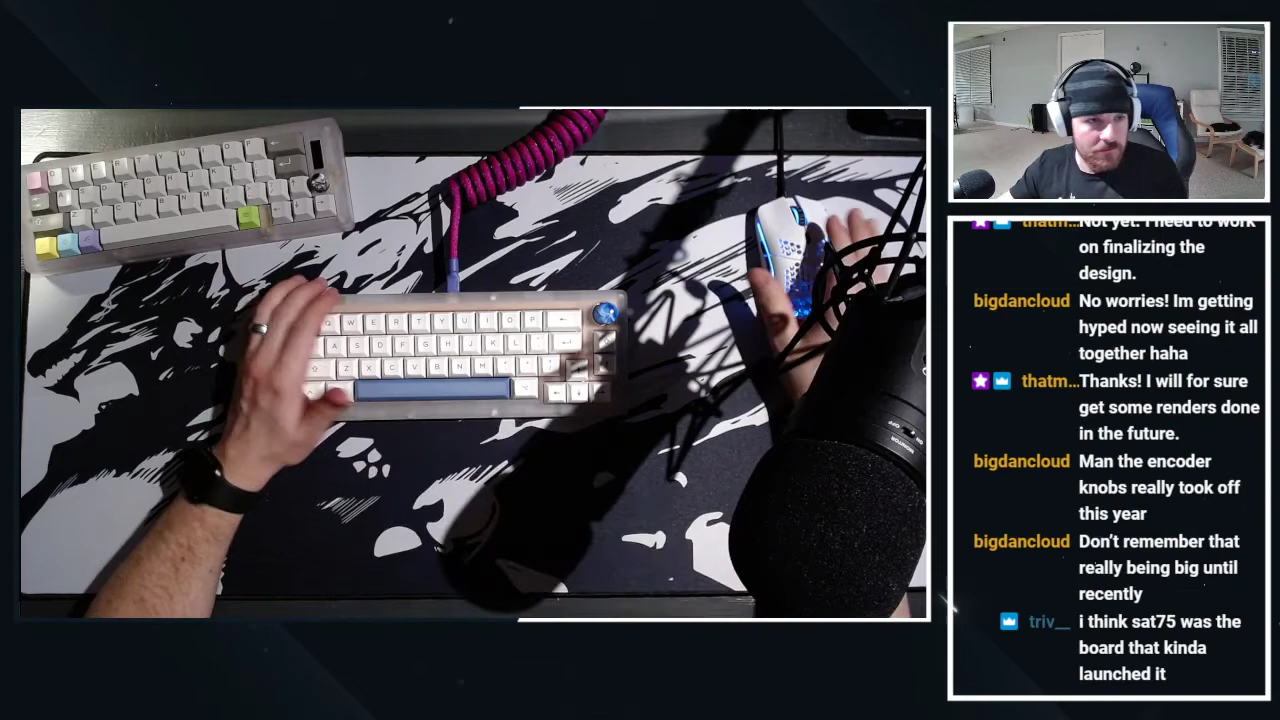 thatm...Not yet. I need to work
on finalizing the
design.
bigdancloud No worries! Im getting
hyped now seeing it all
together haha
thatm...Thanks! I will for sure
get some renders done
in the future.
bigdancloud Man the encoder
knobs really took off
this year
bigdancloud Don't remember that
really being big until
recently
triv__ i think sat75 was the
board that kinda
launched it
Q W E R T Y U I O P
A S D F G H J K L
Z X C V B N M
MONITOR
ON OFF